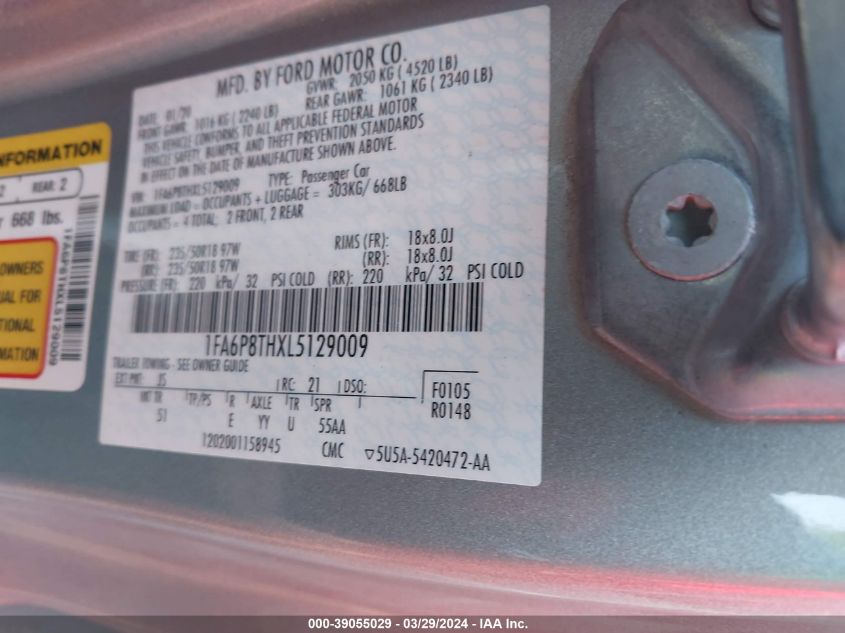 MFD. BY FORD MOTOR CO.
DATE 01/20 GVWR: 2050 KG ( 4520 LB)
FRONT GAWR: 1016 KG ( 2240 LB) REAR GAWR: 1061 KG ( 2340 LB)
THIS VEHICLE CONFORMS TO ALL APPLICABLE FEDERAL MOTOR
VEHICLE SAFETY, BUMPER, AND THEFT PREVENTION STANDARDS
IN EFFECT ON THE DATE OF MANUFACTURE SHOWN ABOVE.
VIN: 1FA6P8THXL5129009 TYPE: Passenger Car
MAXIMUM LOAD = OCCUPANTS + LUGGAGE = 303KG/ 668LB
OCCUPANTS = 4 TOTAL; 2 FRONT, 2 REAR
TIRE (FR): 235/50R18 97W RIMS (FR): 18x8.0J
(RR): 235/50R18 97W (RR): 18x8.0J
PRESSURE (FR): 220 kPa/ 32 PSI COLD (RR): 220 kPa/ 32 PSI COLD
1FA6P8THXL5129009
TRAILER TOWING - SEE OWNER GUIDE
EXT PNT: JS RC: 21 DSO: F0105
INT TR TP/PS R AXLE TR SPR R0148
51 E YY U 55AA
1202001158945 CMC ▽5U5A-5420472-AA
INFORMATION
2 REAR: 2
668 lbs.
1FA6P8THXL5129009
OWNERS
FOR
MATION
000-39055029 - 03/29/2024 - IAA Inc.